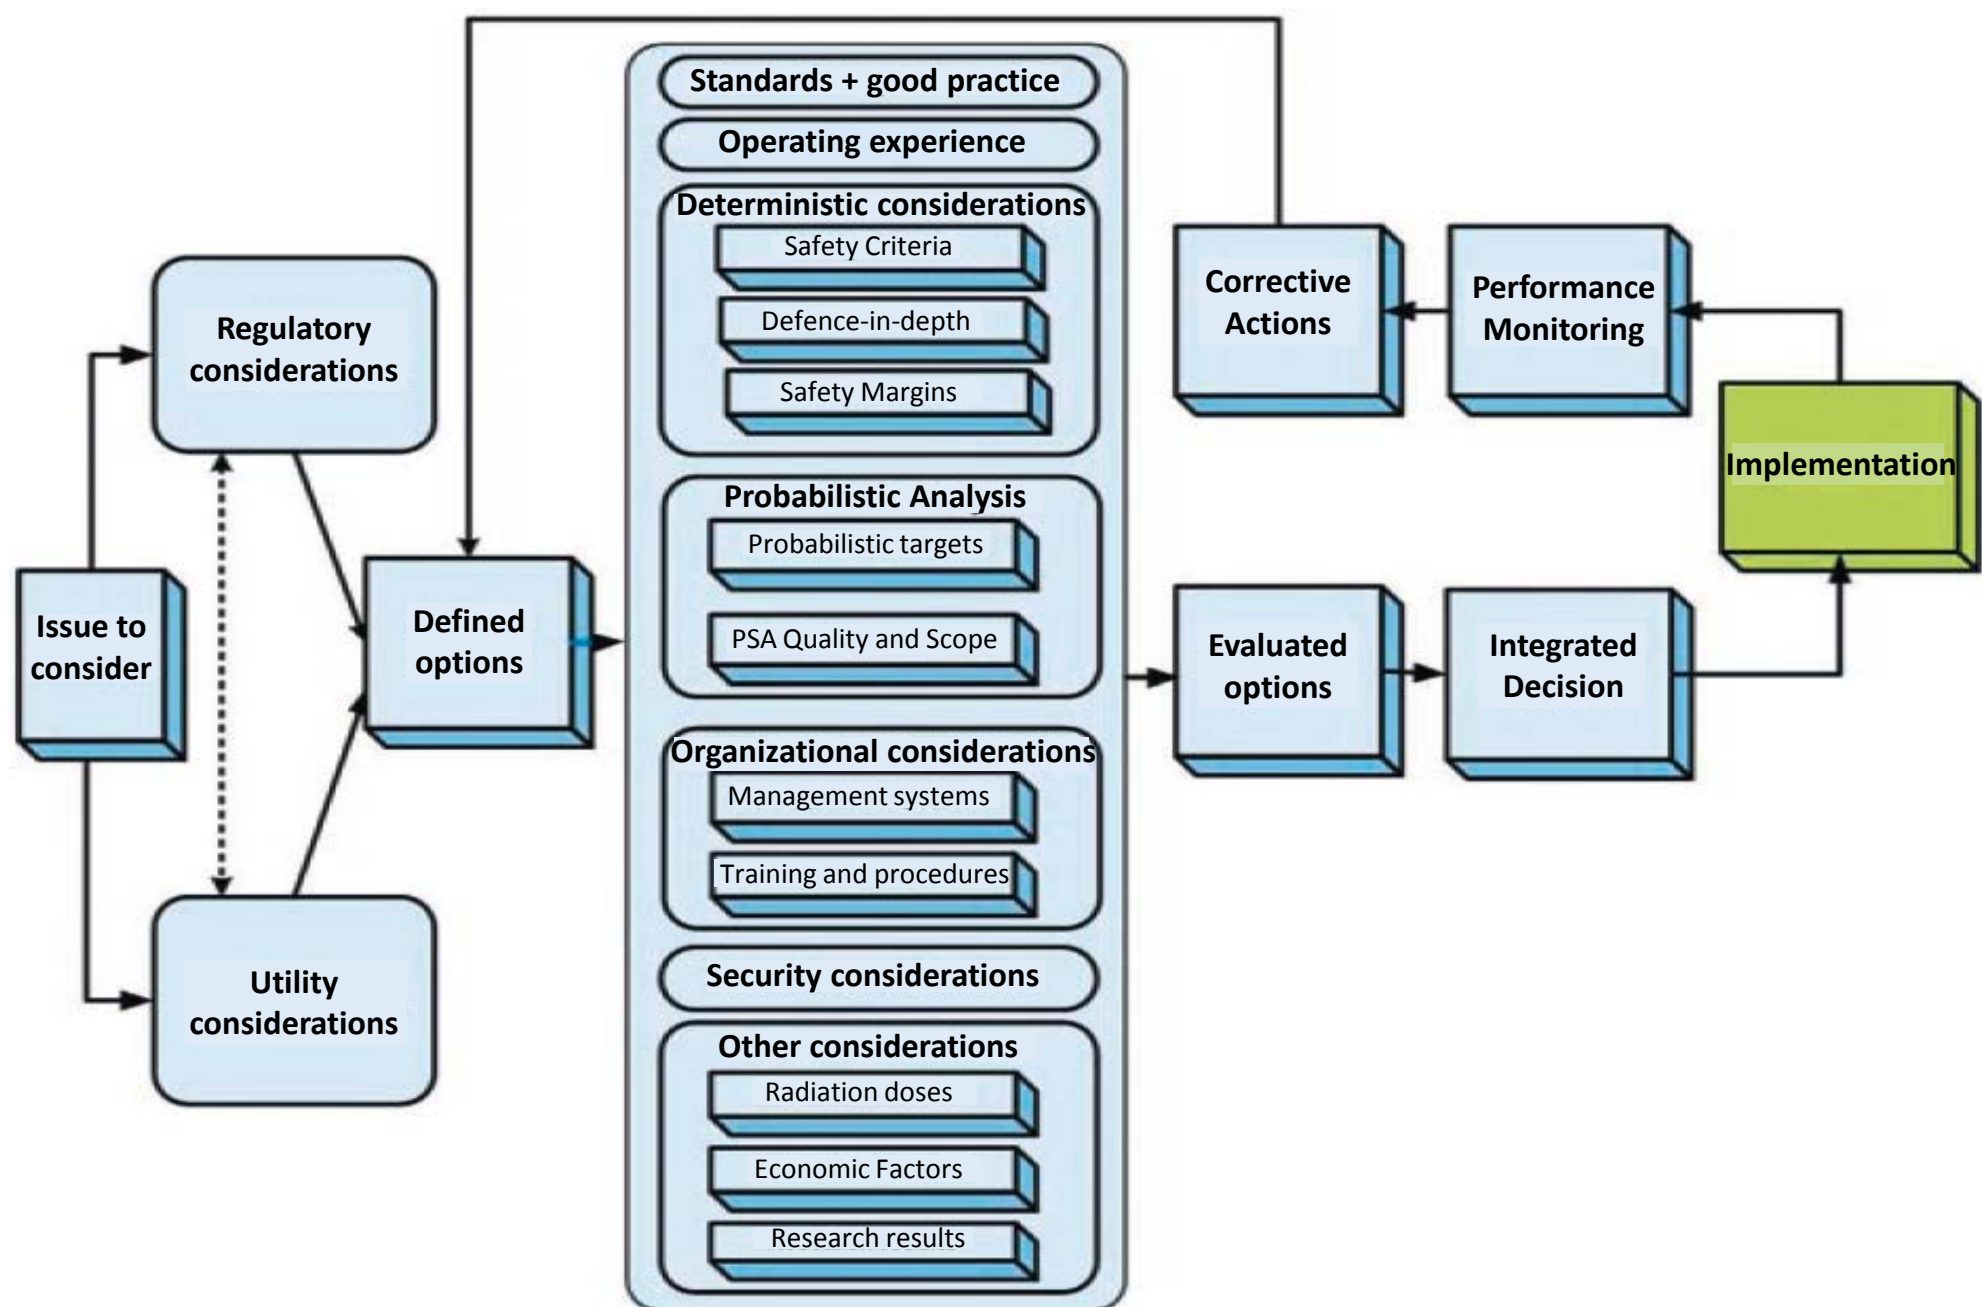 Issue to
consider
Regulatory
considerations
Utility
considerations
Defined
options
Standards + good practice
Operating experience
Deterministic considerations
Safety Criteria
Defence-in-depth
Safety Margins
Probabilistic Analysis
Probabilistic targets
PSA Quality and Scope
Organizational considerations
Management systems
Training and procedures
Security considerations
Other considerations
Radiation doses
Economic Factors
Research results
Evaluated
options
Integrated
Decision
Implementation
Performance
Monitoring
Corrective
Actions